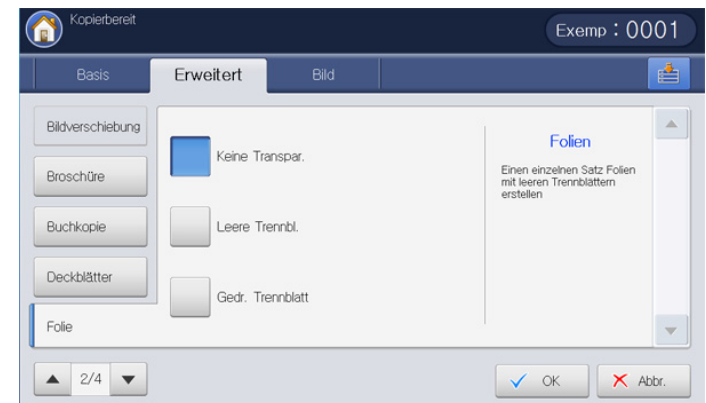 Kopierbereit
Exemp : 0001
Basis
Erweitert
Bild
Bildverschiebung
Broschüre
Buchkopie
Deckblätter
Folie
Keine Transpar.
Leere Trennbl.
Gedr. Trennblatt
Folien
Einen einzelnen Satz Folien
mit leeren Trennblättern
erstellen
2/4
OK
Abbr.